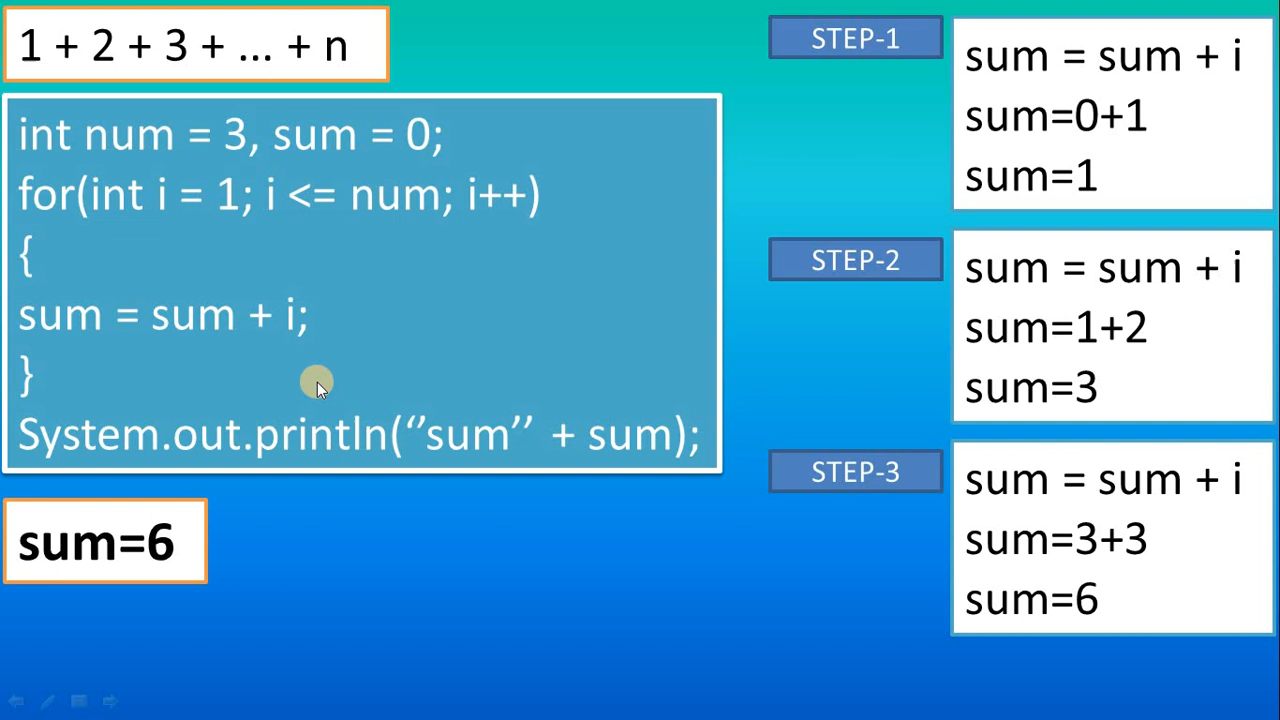 1 + 2 + 3 + ... + n
int num = 3, sum = 0;
for(int i = 1; i <= num; i++)
{
sum = sum + i;
}
System.out.println(‘’sum’’ + sum);
sum=6
STEP-1
sum = sum + i
sum=0+1
sum=1
STEP-2
sum = sum + i
sum=1+2
sum=3
STEP-3
sum = sum + i
sum=3+3
sum=6